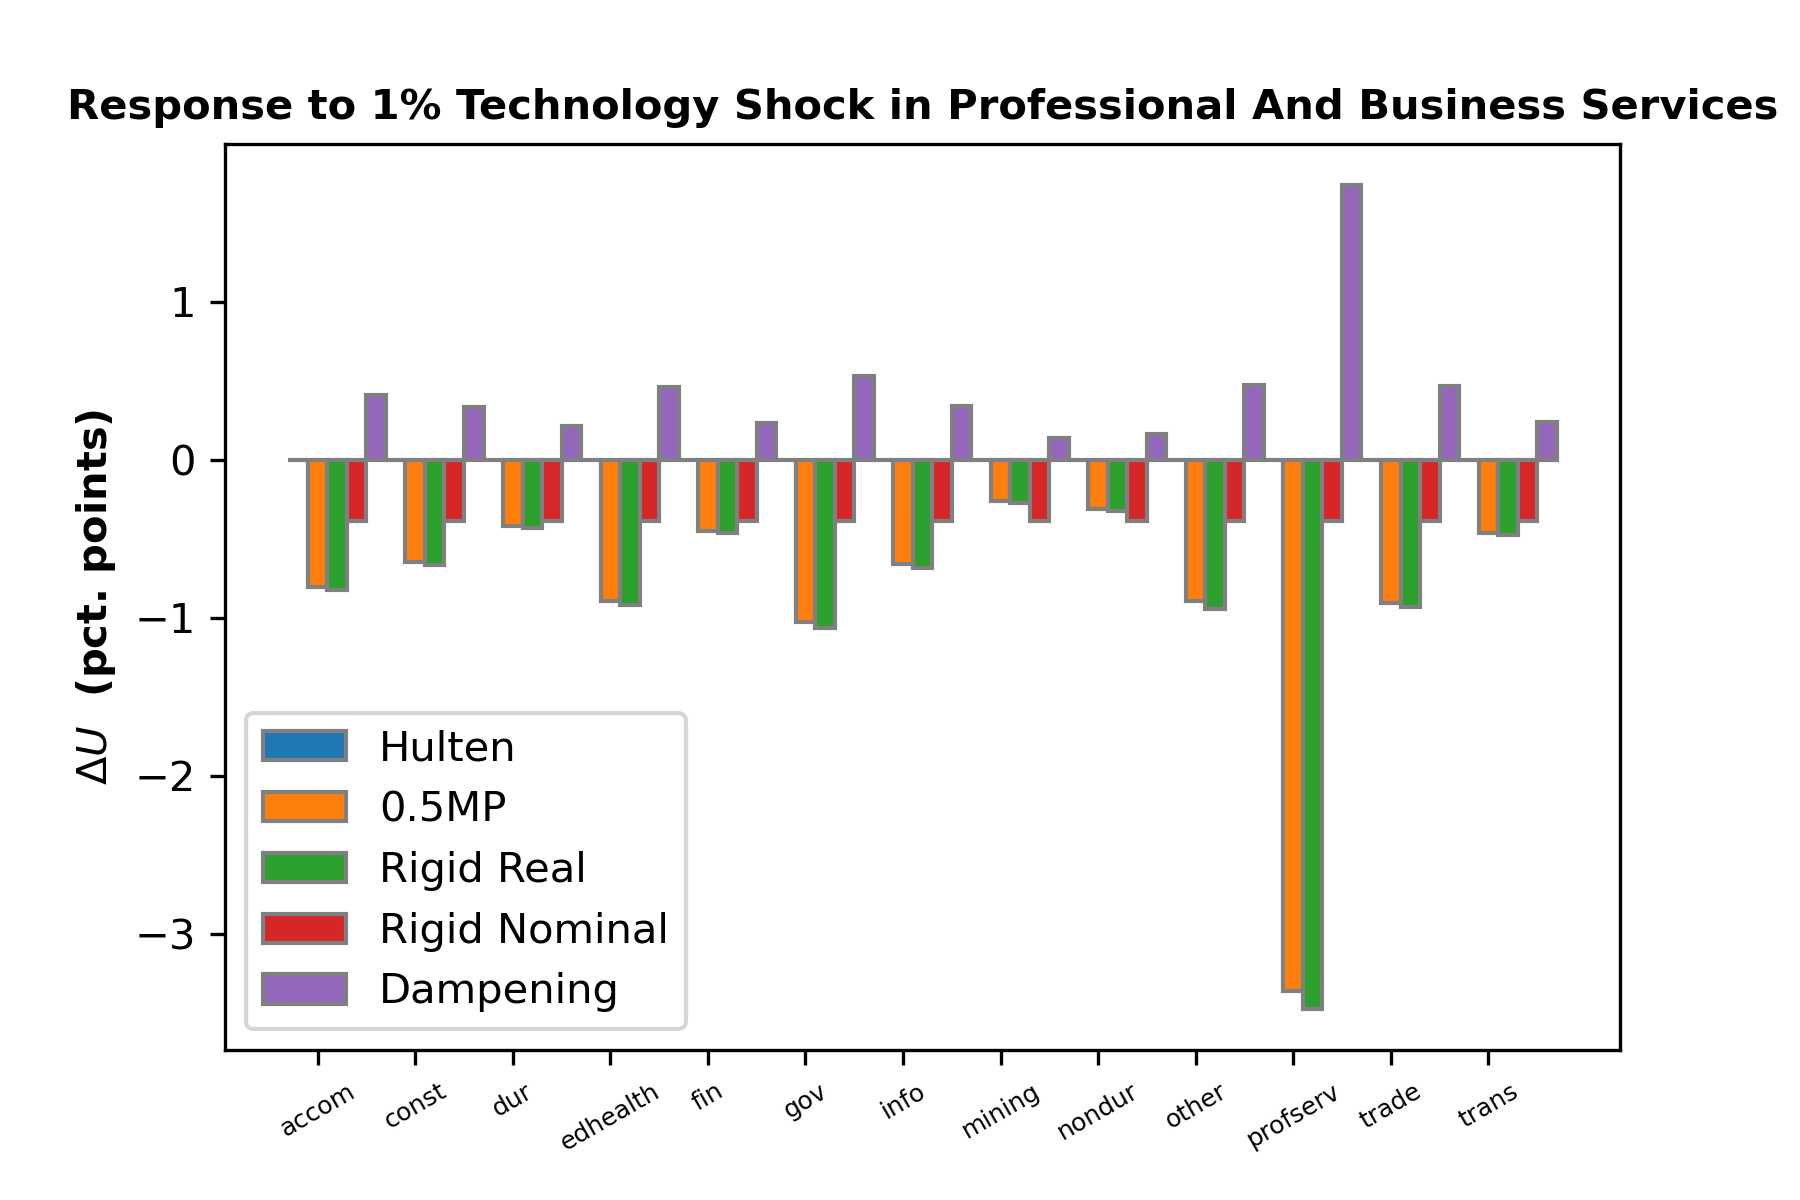 Response to 1% Technology Shock in Professional And Business Services
ΔU (pct. points)
1
0
−1
−2
−3
Hulten
0.5MP
Rigid Real
Rigid Nominal
Dampening
accom
const
dur
edhealth
fin
gov
info
mining
nondur
other
profserv
trade
trans